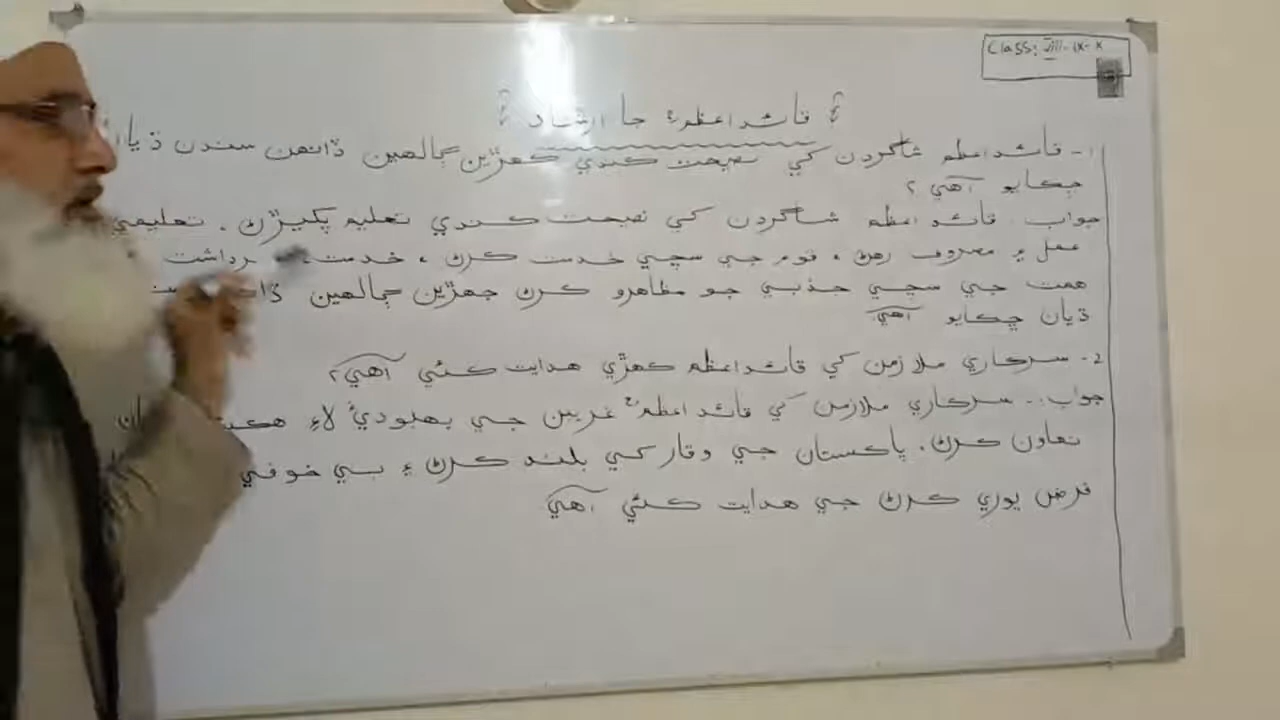 Class: VIII - IX - X
{ قائداعظمؒ جا ارشاد }
1- قائداعظم شاگردن کي نصيحت ڪندي ڪهڙين ڳالهين ڏانهن سندن ڌيان
ڇڪايو آهي؟
جواب. قائداعظم شاگردن کي نصيحت ڪندي تعليم پکيڙڻ، تعليمي
عمل ۾ مصروف رهڻ، قوم جي سچي خدمت ڪرڻ، خدمت
همت جي سچي جذبي جو مظاهرو ڪرڻ جهڙين ڳالهين
ڌيان ڇڪايو آهي.
2- سرڪاري ملازمن کي قائداعظم ڪهڙي هدايت ڪئي آهي؟
جواب:- سرڪاري ملازمن کي قائداعظمؒ غريبن جي ڀلائي لاءِ
تعاون ڪرڻ، پاڪستان جي وقار کي بلند ڪرڻ ۽ بي خوفي
فرض پوري ڪرڻ جي هدايت ڪئي آهي